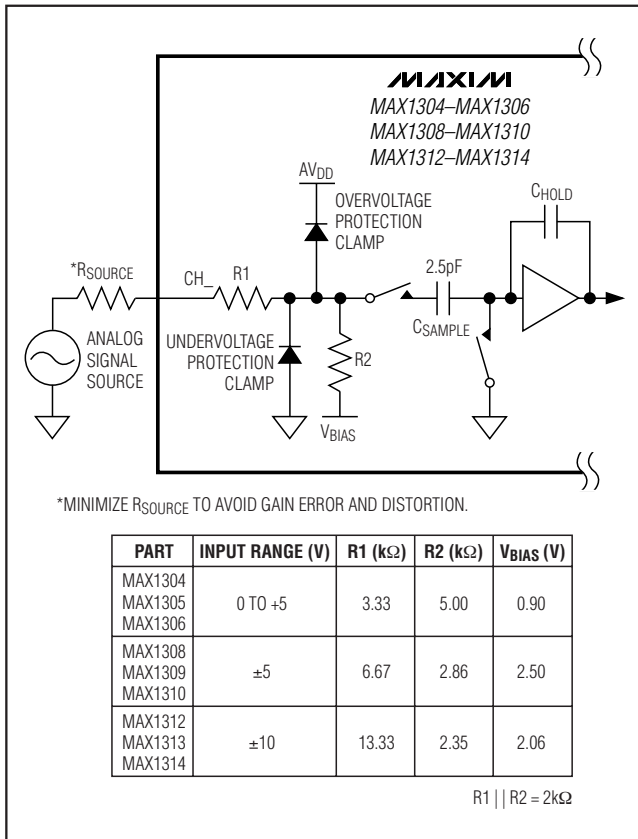 MAXIM
MAX1304–MAX1306
MAX1308–MAX1310
MAX1312–MAX1314
AVDD
OVERVOLTAGE
PROTECTION
CLAMP
CHOLD
*RSOURCE
CH_
R1
2.5pF
CSAMPLE
ANALOG
SIGNAL
SOURCE
UNDERVOLTAGE
PROTECTION
CLAMP
R2
VBIAS
*MINIMIZE RSOURCE TO AVOID GAIN ERROR AND DISTORTION.
PART INPUT RANGE (V) R1 (kΩ) R2 (kΩ) VBIAS (V)
MAX1304
MAX1305
MAX1306
0 TO +5 3.33 5.00 0.90
MAX1308
MAX1309
MAX1310
±5 6.67 2.86 2.50
MAX1312
MAX1313
MAX1314
±10 13.33 2.35 2.06
R1 || R2 = 2kΩ